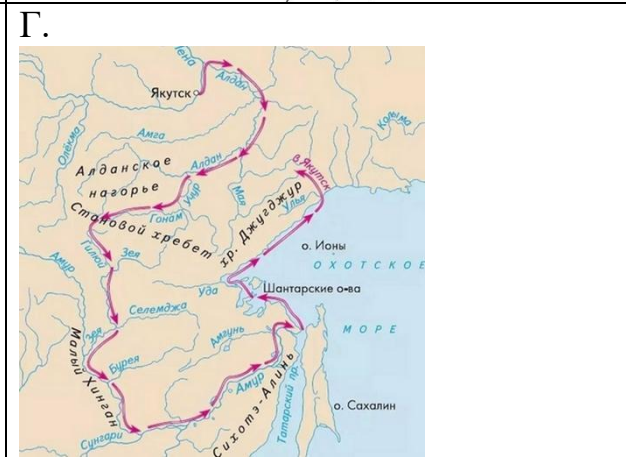 Г.
Лена
Якутск
Алдан
Колыма
Олёкма
Амга
Алданское
нагорье
Алдан
Учур
Мая
в Якутск
Становой хребет
Гонам
хр. Джугджур
Улья
Гилюй
Зея
Амур
о. Ионы
ОХОТСКОЕ
Уда
Шантарские о-ва
Селемджа
МОРЕ
Зея
Малый Хинган
Бурея
Амгунь
Амур
Сихотэ-Алинь
Татарский пр.
о. Сахалин
Сунгари